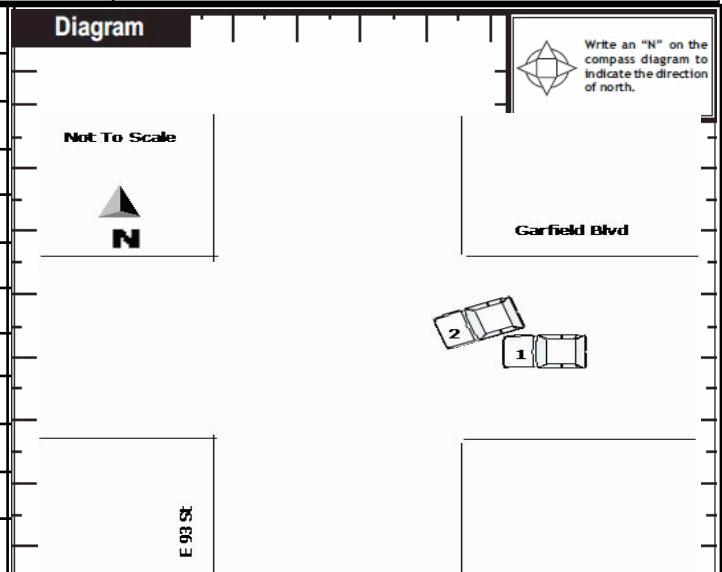 Diagram
Write an “N” on the
compass diagram to
indicate the direction
of north.
Not To Scale
N
Garfield Blvd
2
1
E 93 St